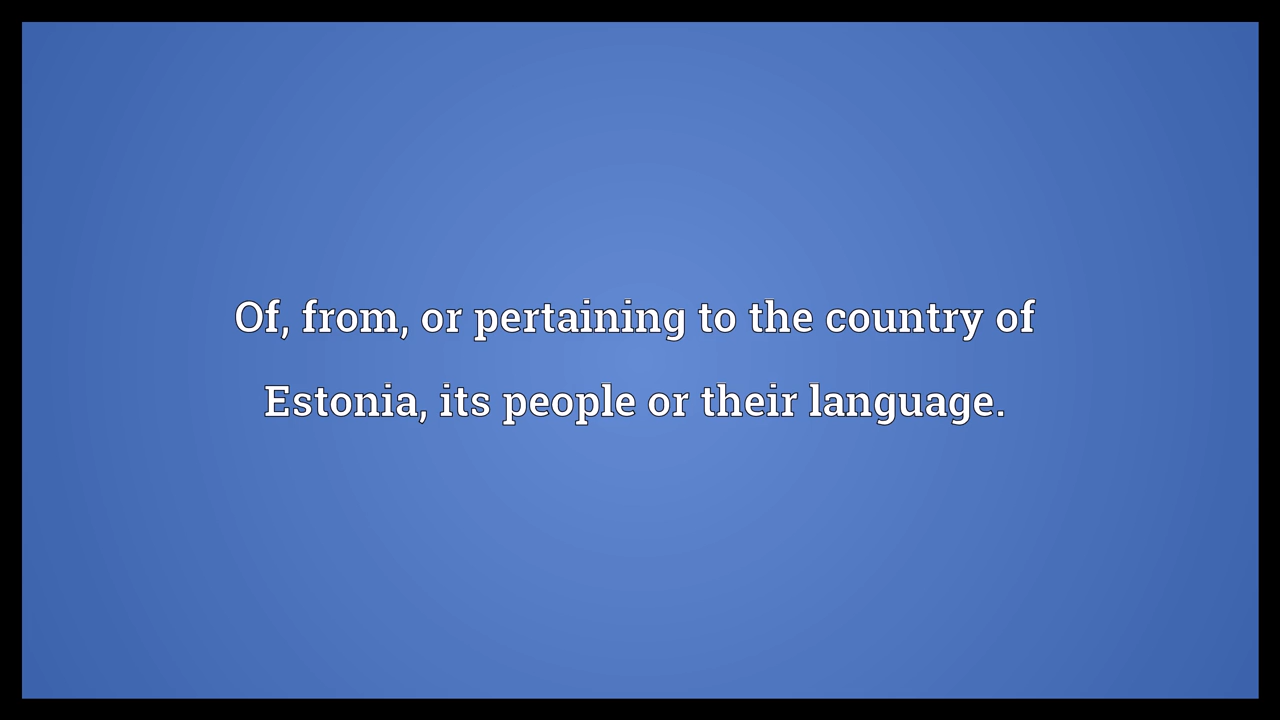 Of, from, or pertaining to the country of
Estonia, its people or their language.